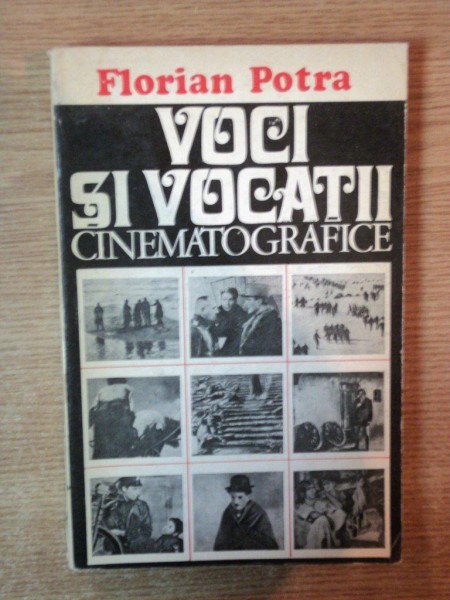 Florian Potra
VOCI
ȘI VOCAȚII
CINEMATOGRAFICE